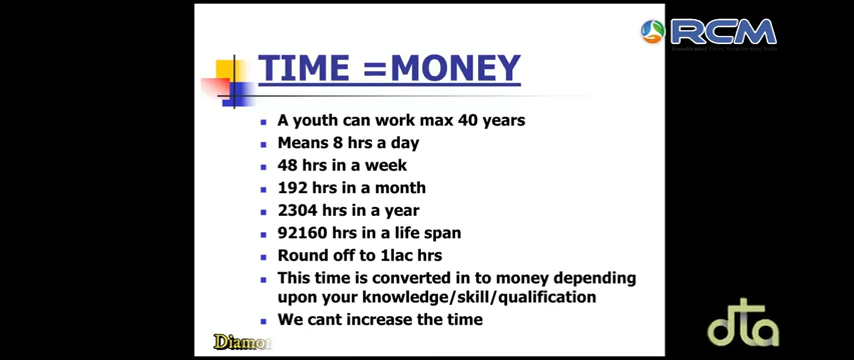 RCM
TIME =MONEY
A youth can work max 40 years
Means 8 hrs a day
48 hrs in a week
192 hrs in a month
2304 hrs in a year
92160 hrs in a life span
Round off to 1lac hrs
This time is converted in to money depending
upon your knowledge/skill/qualification
We cant increase the time
Diamon
dta